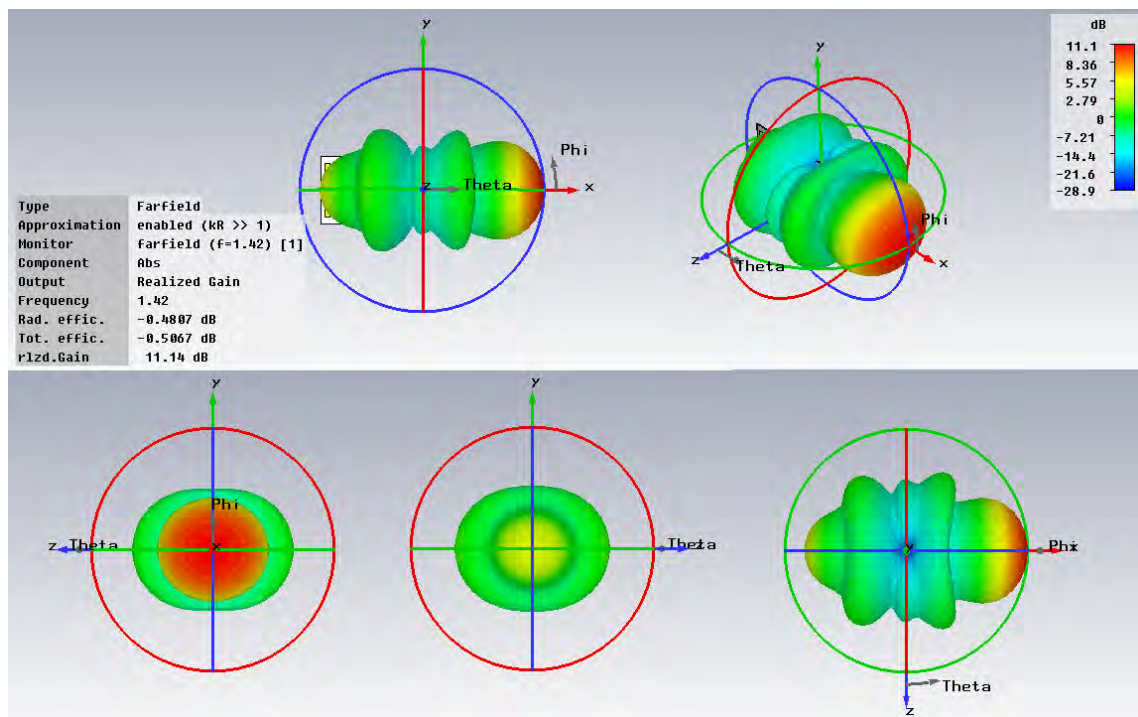 y
Phi
z
Theta
x
y
Phi
z
Theta
x
dB
11.1
8.36
5.57
2.79
0
-7.21
-14.4
-21.6
-28.9
Type Farfield
Approximation enabled (kR >> 1)
Monitor farfield (f=1.42) [1]
Component Abs
Output Realized Gain
Frequency 1.42
Rad. effic. -0.4807 dB
Tot. effic. -0.5067 dB
rlzd.Gain 11.14 dB
y
Phi
z Theta
x
y
Theta
y
Phi
Theta
z